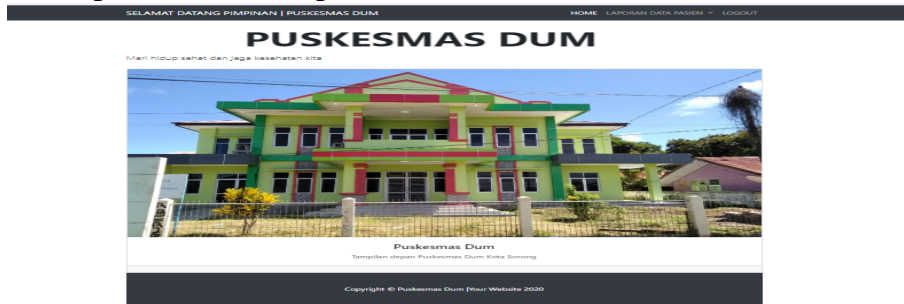 SELAMAT DATANG PIMPINAN | PUSKESMAS DUM
HOME LAPORAN DATA PASIEN LOGOUT
PUSKESMAS DUM
Mari hidup sehat dan jaga kesehatan kita
Puskesmas Dum
Tampilan depan Puskesmas Dum Kota Sorong
Copyright © Puskesmas Dum |Your Website 2020